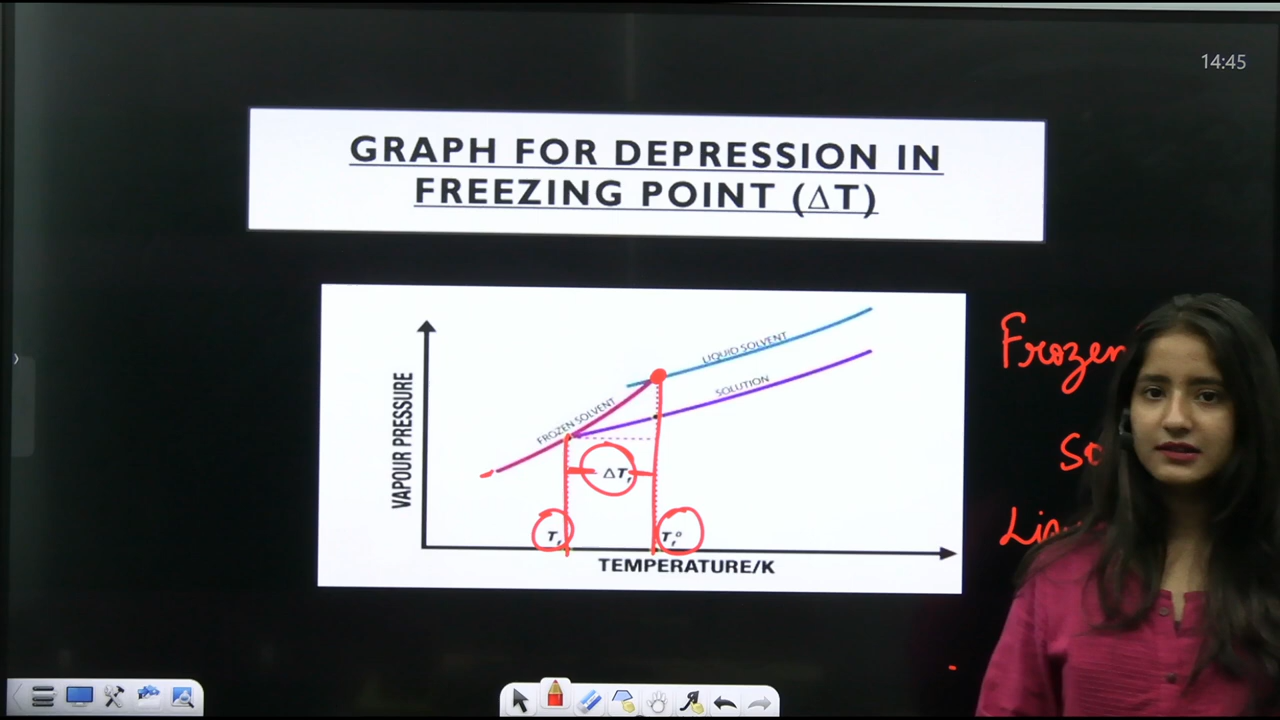 14:45
GRAPH FOR DEPRESSION IN
FREEZING POINT (ΔT)
VAPOUR PRESSURE
FROZEN SOLVENT
LIQUID SOLVENT
SOLUTION
ΔTf
Tf
Tf°
TEMPERATURE/K
Frozen